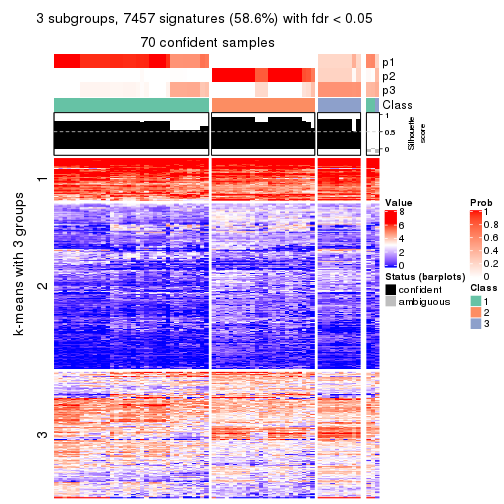 3 subgroups, 7457 signatures (58.6%) with fdr < 0.05
70 confident samples
p1
p2
p3
Class
1
0.5
0
Silhouette
score
k-means with 3 groups
1
2
3
Value
8
6
4
2
0
Status (barplots)
confident
ambiguous
Prob
1
0.8
0.6
0.4
0.2
0
Class
1
2
3